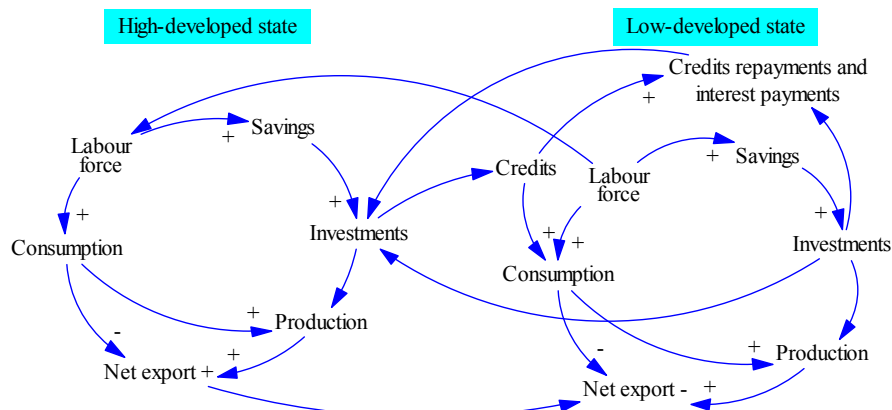 High-developed state
Low-developed state
Credits repayments and
interest payments
+
Savings
+
Labour
force
Credits
Labour
force
+
Savings
+
+
+
Investments
Investments
Consumption
+
+
Consumption
Production
+
+
Production
-
+
-
Net export +
Net export -
+